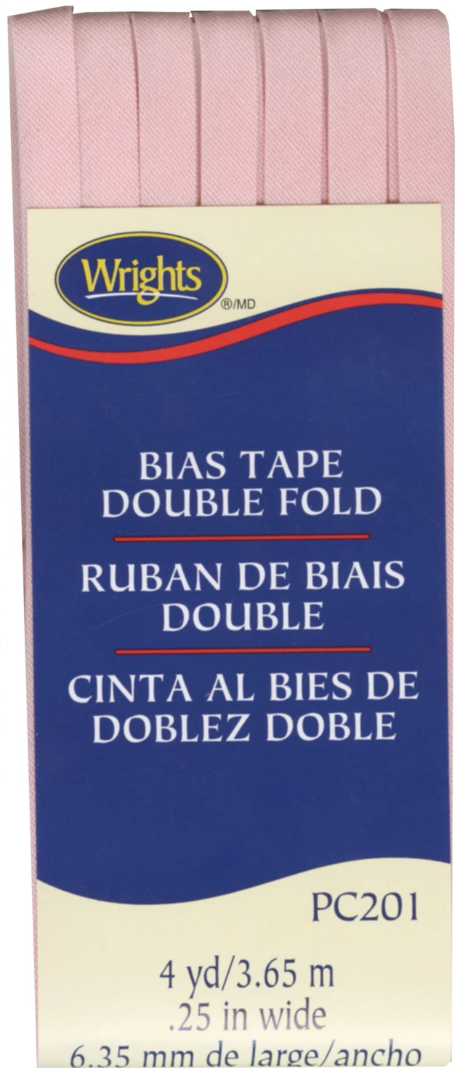 Wrights
®/MD
BIAS TAPE
DOUBLE FOLD
RUBAN DE BIAIS
DOUBLE
CINTA AL BIES DE
DOBLEZ DOBLE
PC201
4 yd/3.65 m
.25 in wide
6.35 mm de large/ancho